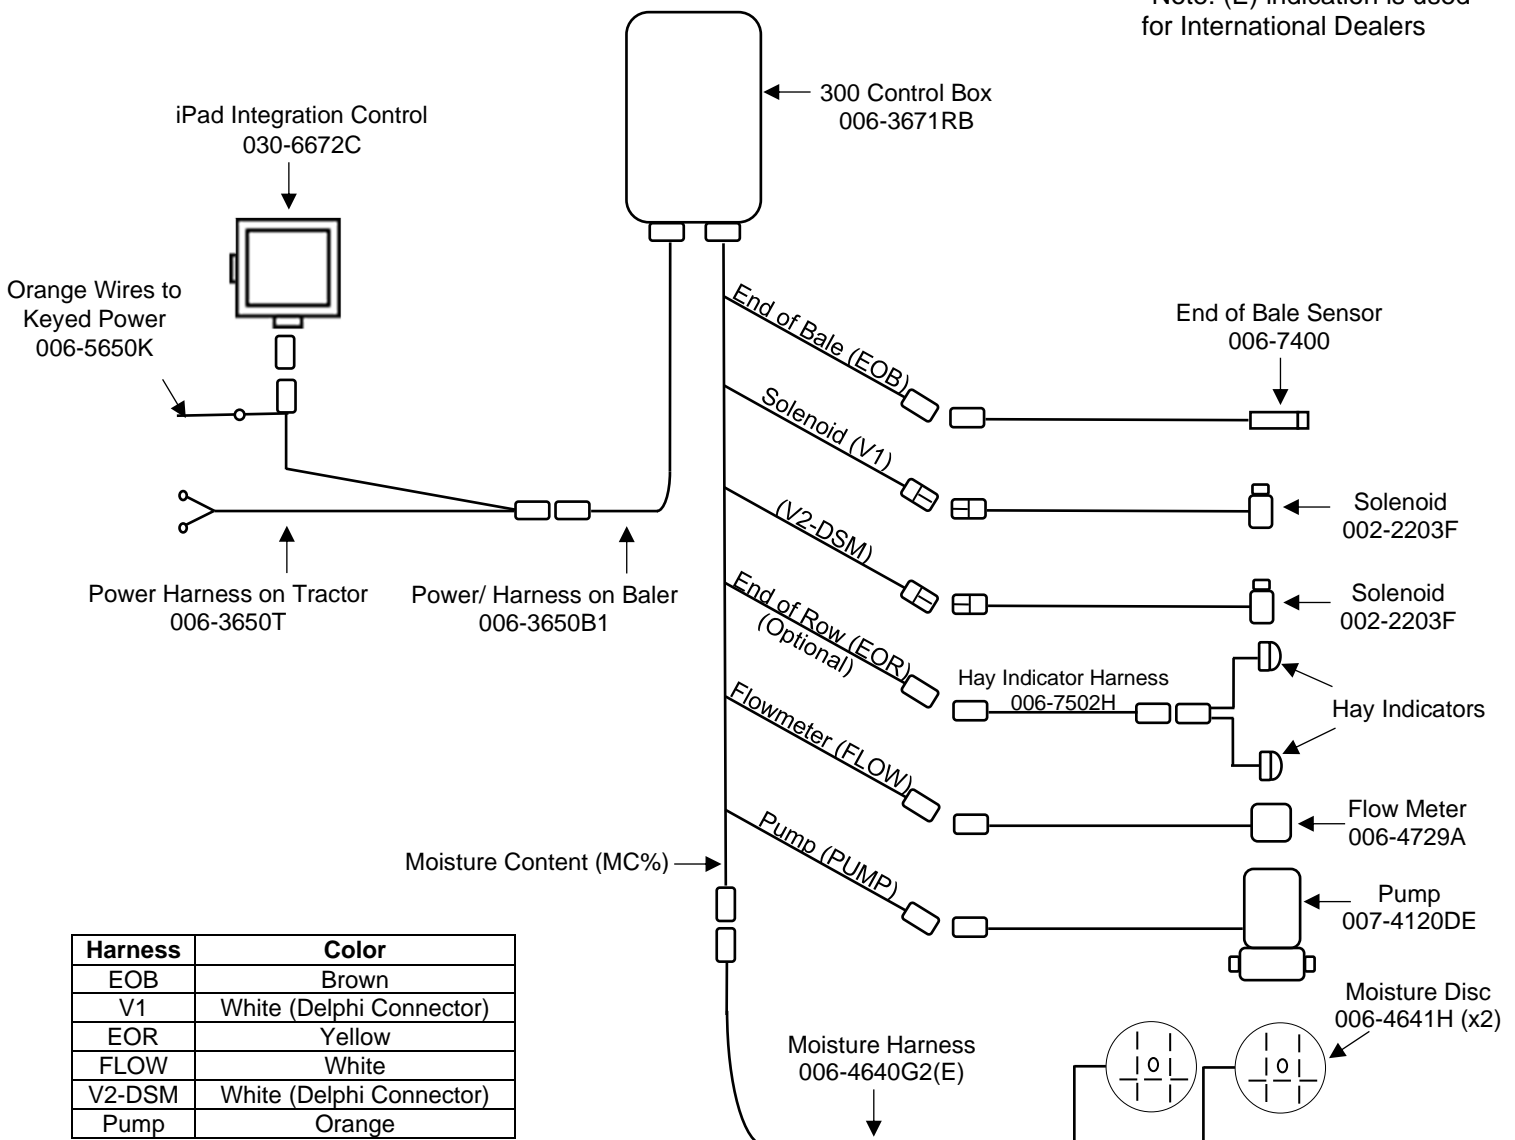 *Note: (E) indication is used
for International Dealers
300 Control Box
006-3671RB
iPad Integration Control
030-6672C
Orange Wires to
Keyed Power
006-5650K
End of Bale (EOB)
End of Bale Sensor
006-7400
Solenoid (V1)
Solenoid
002-2203F
(V2-DSM)
Solenoid
002-2203F
Power Harness on Tractor
006-3650T
Power/ Harness on Baler
006-3650B1
End of Row (EOR)
(Optional)
Hay Indicator Harness
006-7502H
Hay Indicators
Flowmeter (FLOW)
Flow Meter
006-4729A
Pump (PUMP)
Pump
007-4120DE
Moisture Content (MC%)
Harness Color
EOB Brown
V1 White (Delphi Connector)
EOR Yellow
FLOW White
V2-DSM White (Delphi Connector)
Pump Orange
Moisture Disc
006-4641H (x2)
Moisture Harness
006-4640G2(E)